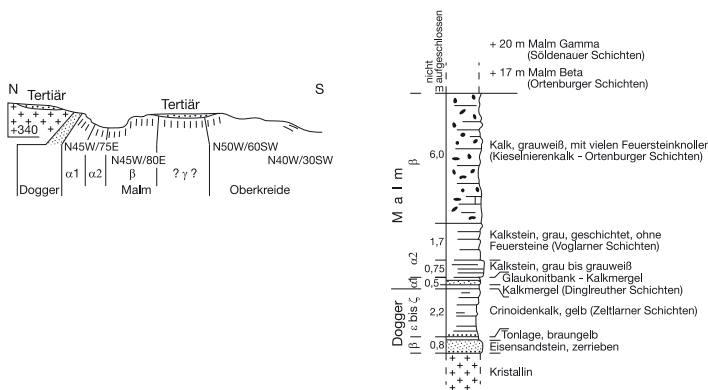 N
S
Tertiär
Tertiär
+340
N45W/75E
N45W/80E
N50W/60SW
N40W/30SW
Dogger
α1
α2
β
Malm
? γ ?
Oberkreide
nicht
m aufgeschlossen
+ 20 m Malm Gamma
(Söldenauer Schichten)
+ 17 m Malm Beta
(Ortenburger Schichten)
Malm
β
6,0
Kalk, grauweiß, mit vielen Feuersteinknoller
(Kieselnierenkalk - Ortenburger Schichten)
1,7
Kalkstein, grau, geschichtet, ohne
Feuersteine (Voglarner Schichten)
α2
0,75
Kalkstein, grau bis grauweiß
Glaukonitbank - Kalkmergel
α1
0,5
Kalkmergel (Dinglreuther Schichten)
Dogger
ε bis ζ
2,2
Crinoidenkalk, gelb (Zeitlarner Schichten)
Tonlage, braungelb
β
0,8
Eisensandstein, zerrieben
Kristallin